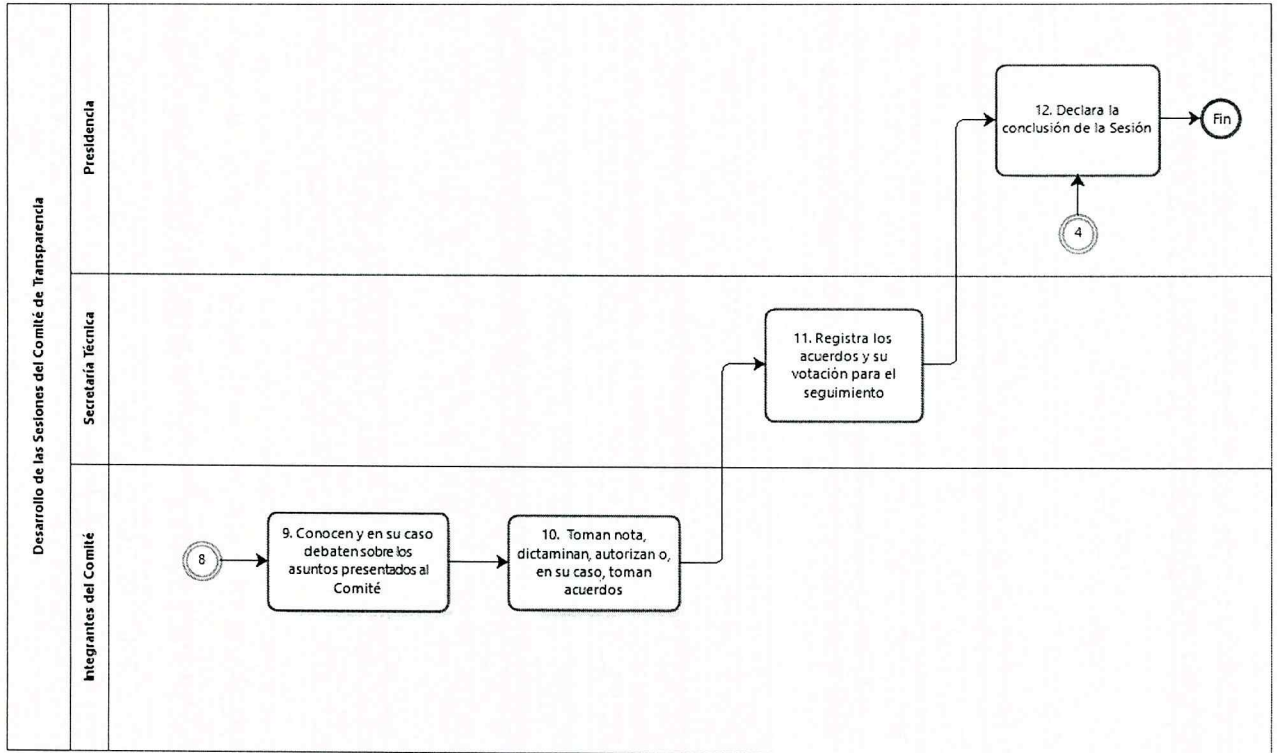 Desarrollo de las Sesiones del Comité de Transparencia
Presidencia
12. Declara la
conclusión de la Sesión
Fin
4
Secretaría Técnica
11. Registra los
acuerdos y su
votación para el
seguimiento
Integrantes del Comité
8
9. Conocen y en su caso
debaten sobre los
asuntos presentados al
Comité
10. Toman nota,
dictaminan, autorizan o,
en su caso, toman
acuerdos